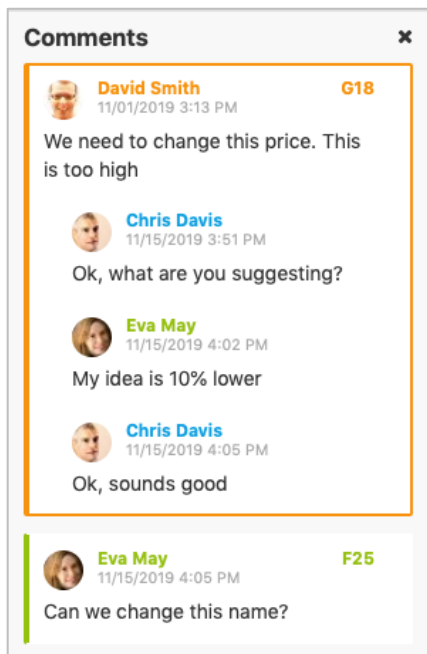 Comments
David Smith G18
11/01/2019 3:13 PM
We need to change this price. This
is too high
Chris Davis
11/15/2019 3:51 PM
Ok, what are you suggesting?
Eva May
11/15/2019 4:02 PM
My idea is 10% lower
Chris Davis
11/15/2019 4:05 PM
Ok, sounds good
Eva May F25
11/15/2019 4:05 PM
Can we change this name?